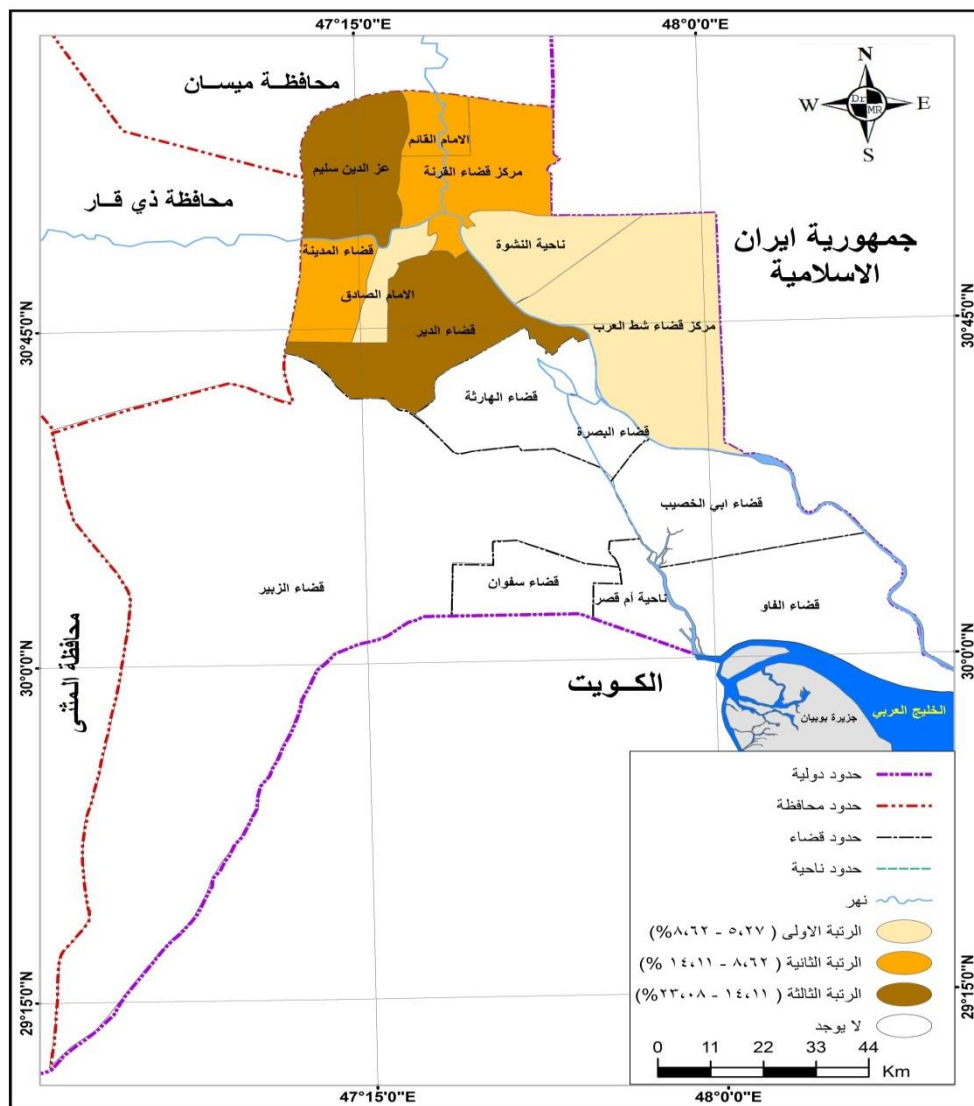 47°15'0"E
48°0'0"E
محافظة ميسان
N
W
E
S
Dr
MR
الامام القائم
عز الدين سليم
مركز قضاء القرنة
محافظة ذي قار
جمهورية ايران
الاسلامية
ناحية النشوة
قضاء المدينة
الامام الصادق
مركز قضاء شط العرب
قضاء الدير
30°45'0"N
30°45'0"N
قضاء الهارثة
قضاء البصرة
قضاء ابي الخصيب
قضاء الزبير
قضاء سفوان
ناحية أم قصر
قضاء الفاو
محافظة المثنى
30°0'0"N
30°0'0"N
الكويت
الخليج العربي
جزيرة بوبيان
حدود دولية
حدود محافظة
حدود قضاء
حدود ناحية
نهر
الرتبة الاولى ( ٥،٢٧ - ٨،٦٢%)
الرتبة الثانية ( ٨،٦٢ - ١٤،١١ %)
الرتبة الثالثة ( ١٤،١١ - ٢٣،٠٨%)
لا يوجد
29°15'0"N
29°15'0"N
0 11 22 33 44
Km
47°15'0"E
48°0'0"E